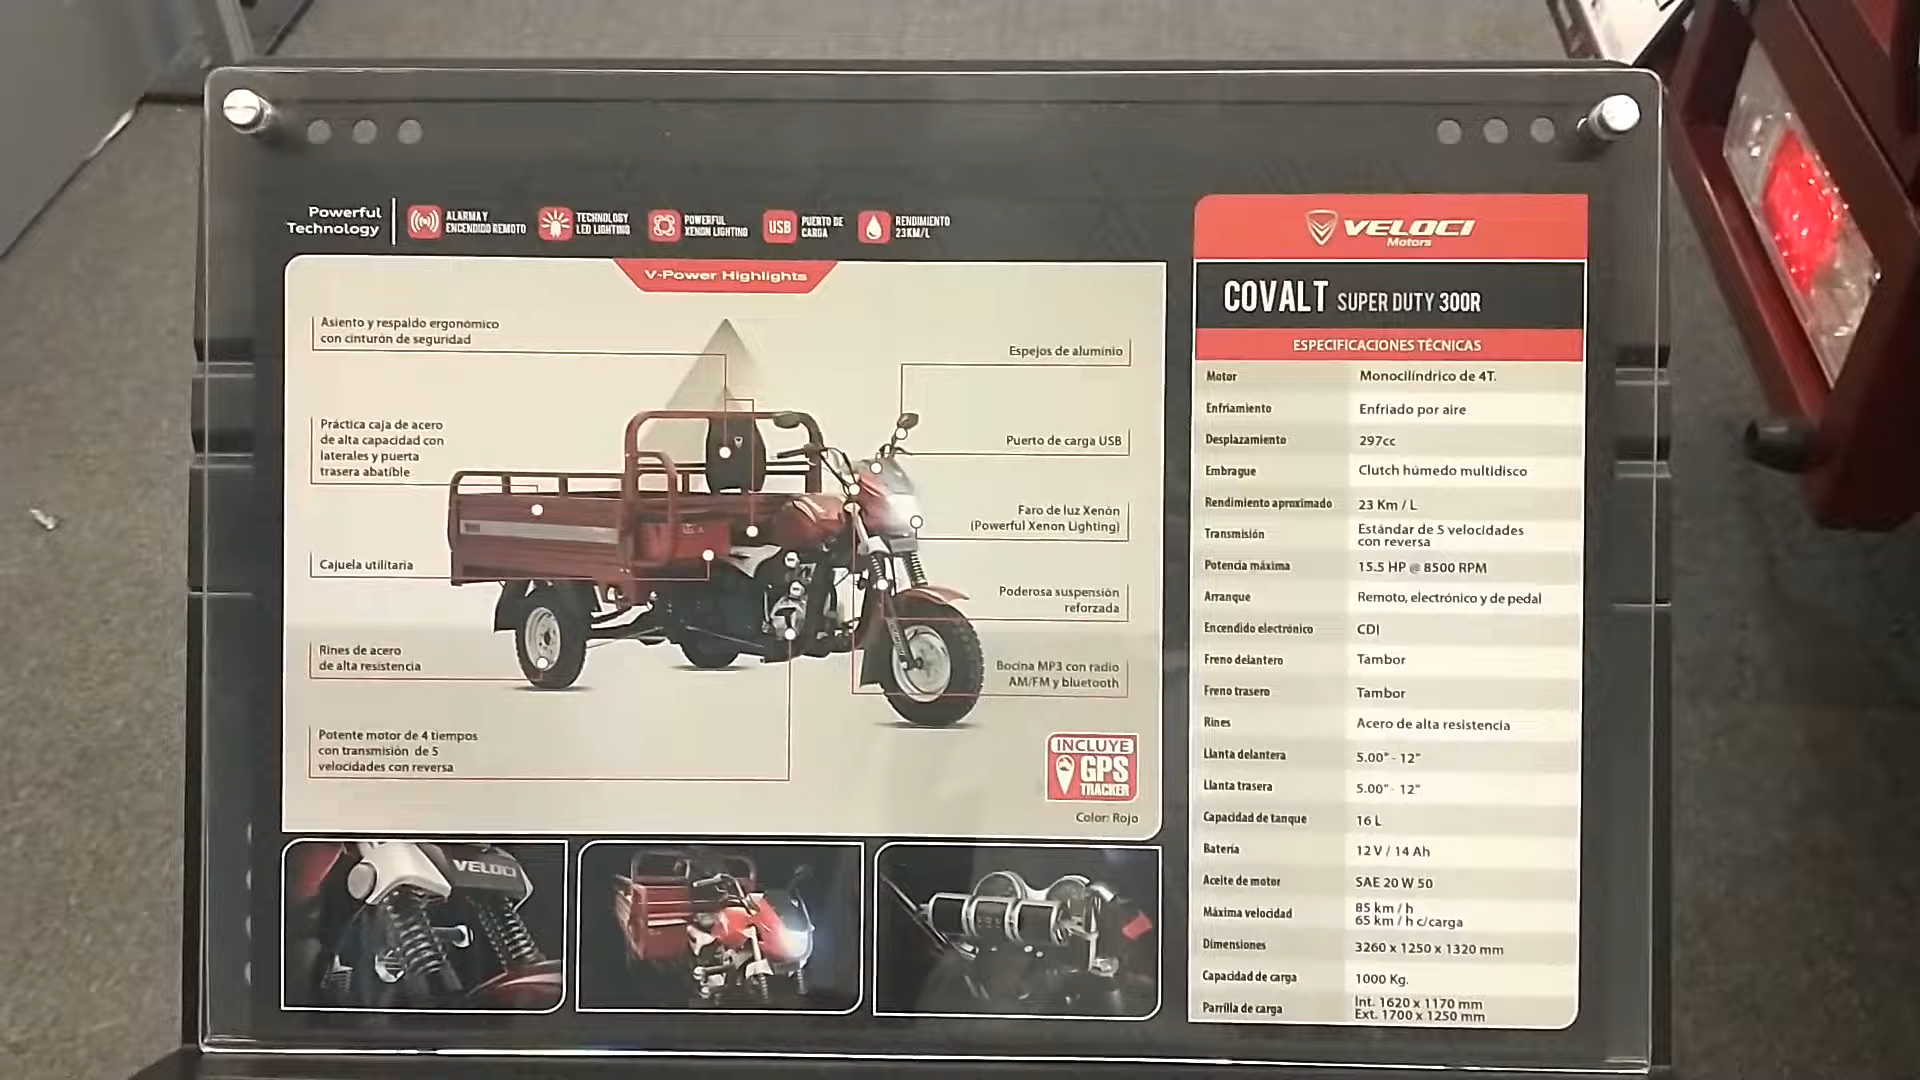 Powerful
Technology
ALARMA Y
ENCENDIDO REMOTO
TECHNOLOGY
LED LIGHTING
POWERFUL
XENON LIGHTING
USB
PUERTO DE
CARGA
RENDIMIENTO
23KM/L
V-Power Highlights
Asiento y respaldo ergonómico
con cinturón de seguridad
Práctica caja de acero
de alta capacidad con
laterales y puerta
trasera abatible
Cajuela utilitaria
Rines de acero
de alta resistencia
Potente motor de 4 tiempos
con transmisión de 5
velocidades con reversa
Espejos de aluminio
Puerto de carga USB
Faro de luz Xenón
(Powerful Xenon Lighting)
Poderosa suspensión
reforzada
Bocina MP3 con radio
AM/FM y bluetooth
INCLUYE
GPS
TRACKER
Color: Rojo
VELOCI
VELOCI
Motors
COVALT SUPER DUTY 300R
ESPECIFICACIONES TÉCNICAS
Motor Monocilíndrico de 4T.
Enfriamiento Enfriado por aire
Desplazamiento 297cc
Embrague Clutch húmedo multidisco
Rendimiento aproximado 23 Km / L
Transmisión Estándar de 5 velocidades
con reversa
Potencia máxima 15.5 HP @ 8500 RPM
Arranque Remoto, electrónico y de pedal
Encendido electrónico CDI
Freno delantero Tambor
Freno trasero Tambor
Rines Acero de alta resistencia
Llanta delantera 5.00" - 12"
Llanta trasera 5.00" - 12"
Capacidad de tanque 16 L
Batería 12 V / 14 Ah
Aceite de motor SAE 20 W 50
Máxima velocidad 85 km / h
65 km / h c/carga
Dimensiones 3260 x 1250 x 1320 mm
Capacidad de carga 1000 Kg.
Parrilla de carga Int. 1620 x 1170 mm
Ext. 1700 x 1250 mm